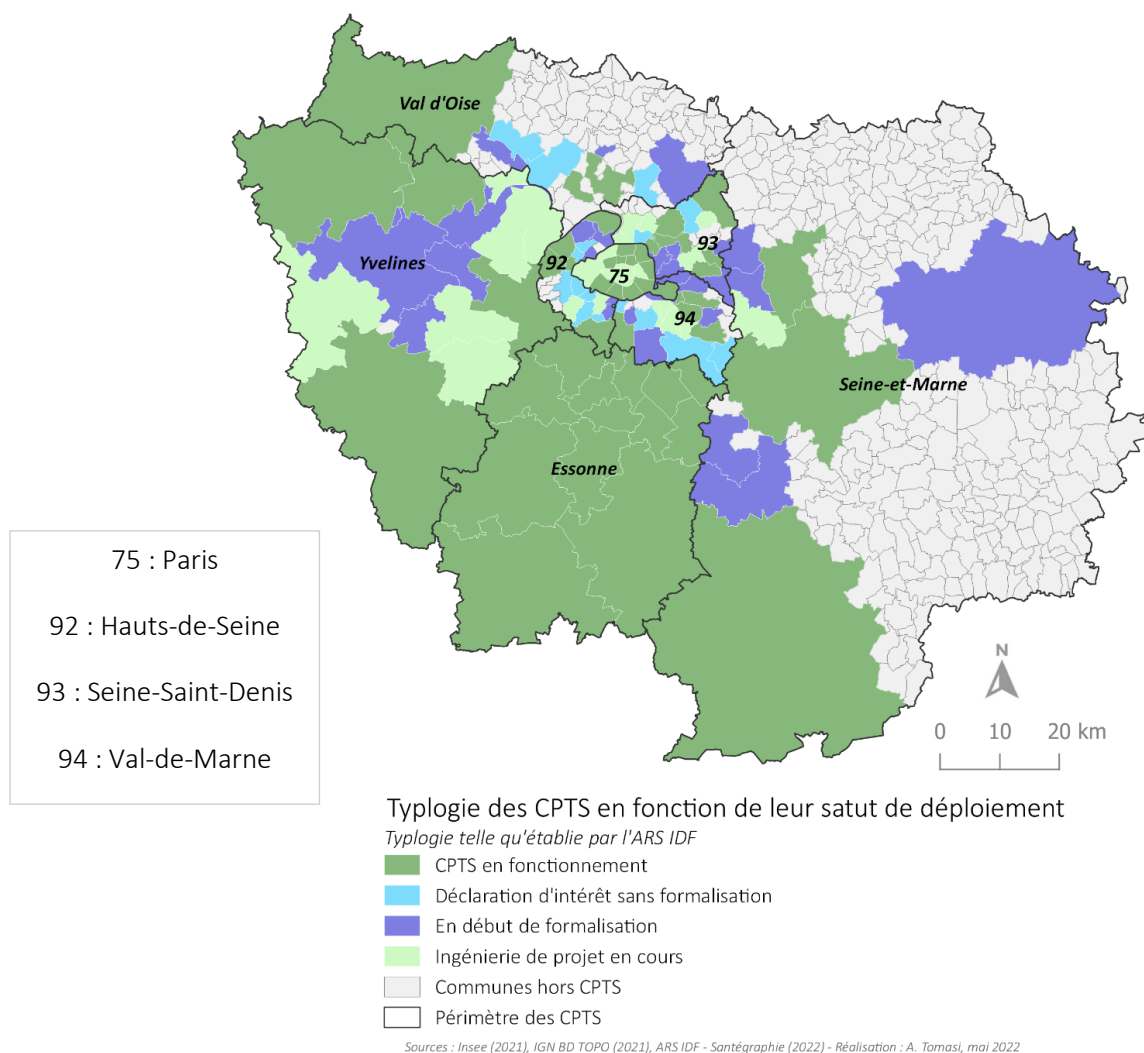 Val d'Oise
93
92
Yvelines
75
94
Seine-et-Marne
Essonne
75 : Paris
92 : Hauts-de-Seine
93 : Seine-Saint-Denis
94 : Val-de-Marne
N
0 10 20 km
Typlogie des CPTS en fonction de leur satut de déploiement
Typlogie telle qu'établie par l'ARS IDF
CPTS en fonctionnement
Déclaration d'intérêt sans formalisation
En début de formalisation
Ingénierie de projet en cours
Communes hors CPTS
Périmètre des CPTS
Sources : Insee (2021), IGN BD TOPO (2021), ARS IDF - Santégraphie (2022) - Réalisation : A. Tomasi, mai 2022